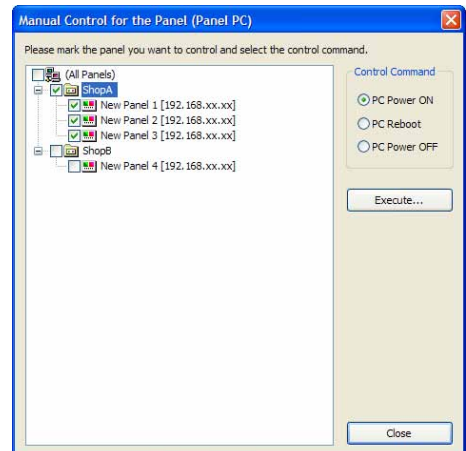 Manual Control for the Panel (Panel PC)
Please mark the panel you want to control and select the control command.
(All Panels)
ShopA
New Panel 1 [192.168.xx.xx]
New Panel 2 [192.168.xx.xx]
New Panel 3 [192.168.xx.xx]
ShopB
New Panel 4 [192.168.xx.xx]
Control Command
PC Power ON
PC Reboot
PC Power OFF
Execute...
Close